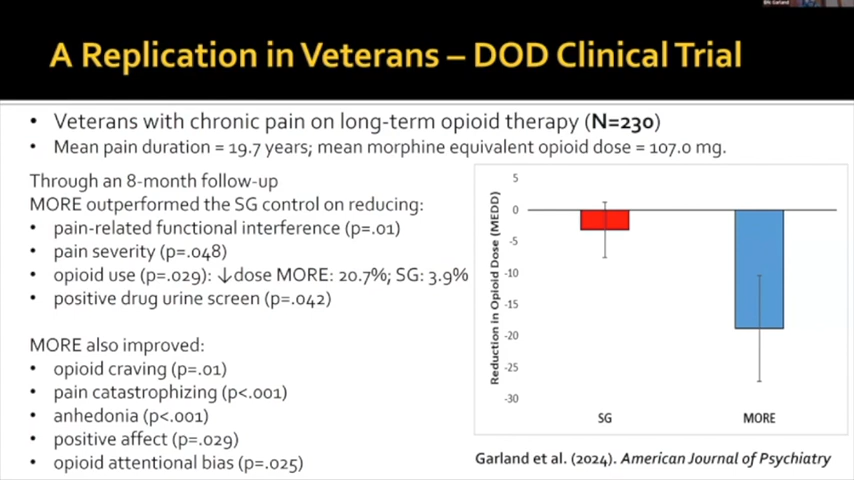 A Replication in Veterans – DOD Clinical Trial
• Veterans with chronic pain on long-term opioid therapy (N=230)
• Mean pain duration = 19.7 years; mean morphine equivalent opioid dose = 107.0 mg.
Through an 8-month follow-up
MORE outperformed the SG control on reducing:
• pain-related functional interference (p=.01)
• pain severity (p=.048)
• opioid use (p=.029): ↓dose MORE: 20.7%; SG: 3.9%
• positive drug urine screen (p=.042)
MORE also improved:
• opioid craving (p=.01)
• pain catastrophizing (p<.001)
• anhedonia (p<.001)
• positive affect (p=.029)
• opioid attentional bias (p=.025)
Reduction in Opioid Dose (MEDD)
5
0
-5
-10
-15
-20
-25
-30
SG MORE
Garland et al. (2024). American Journal of Psychiatry